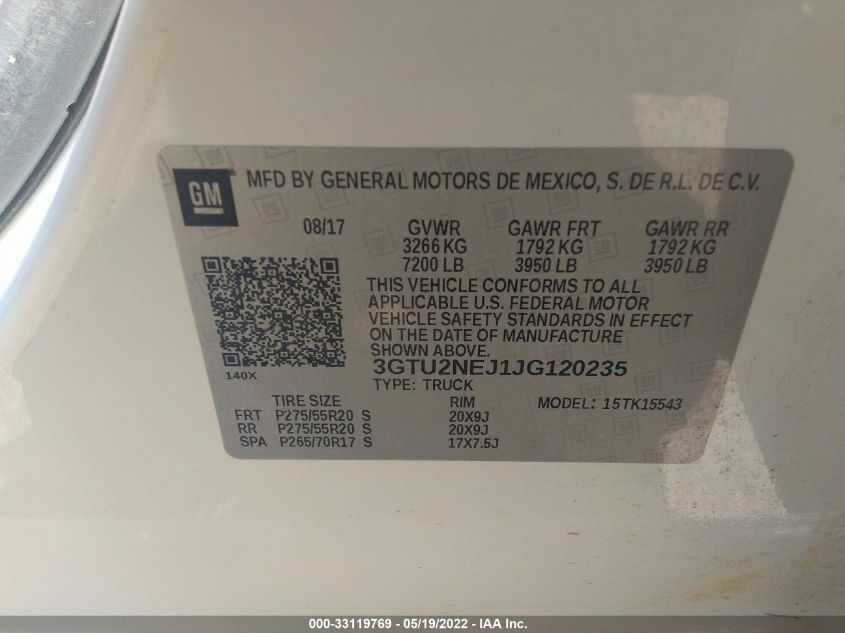 GM
MFD BY GENERAL MOTORS DE MEXICO, S. DE R.L. DE C.V.
08/17 GVWR GAWR FRT GAWR RR
3266 KG 1792 KG 1792 KG
7200 LB 3950 LB 3950 LB
THIS VEHICLE CONFORMS TO ALL
APPLICABLE U.S. FEDERAL MOTOR
VEHICLE SAFETY STANDARDS IN EFFECT
ON THE DATE OF MANUFACTURE
SHOWN ABOVE.
3GTU2NEJ1JG120235
140X
TYPE: TRUCK
TIRE SIZE RIM MODEL: 15TK15543
FRT P275/55R20 S 20X9J
RR P275/55R20 S 20X9J
SPA P265/70R17 S 17X7.5J
000-33119769 - 05/19/2022 - IAA Inc.